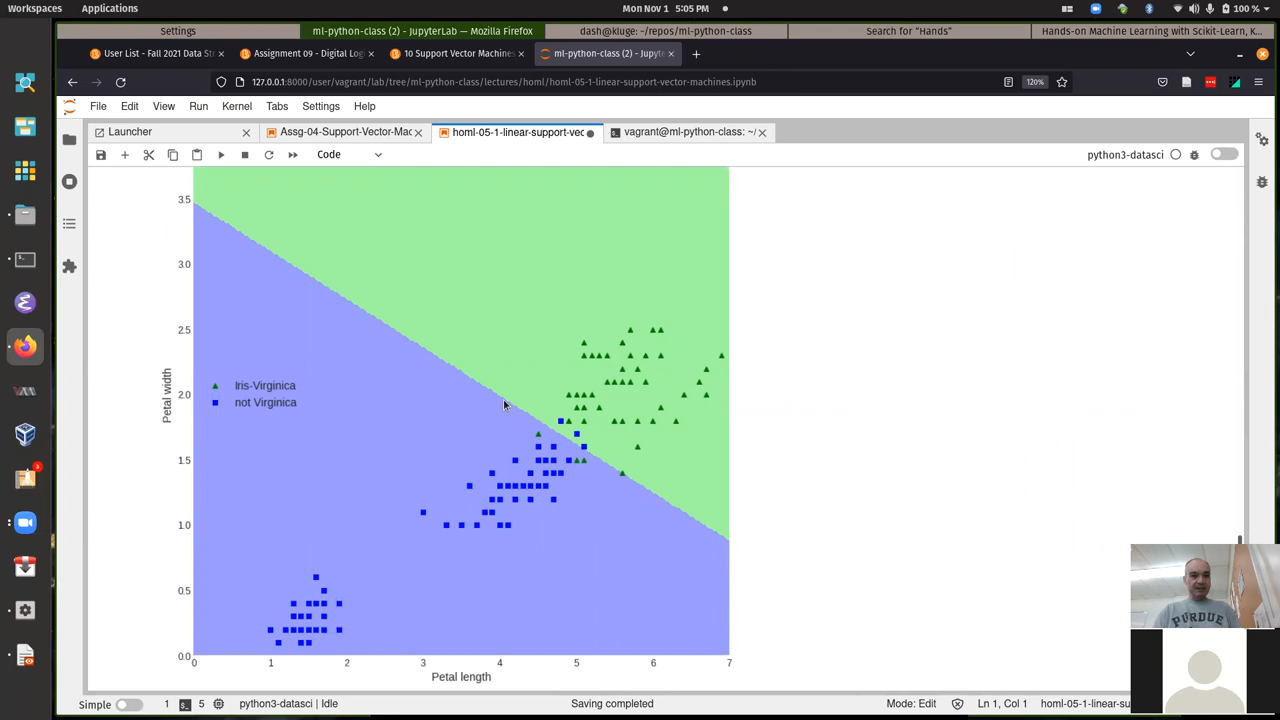 Workspaces Applications Monday Nov 1 5:05 PM 100 %
Settings ml-python-class (2) — JupyterLab — Mozilla Firefox dash@kluge: ~/repos/ml-python-class Search for “Hands” Hands-on Machine Learning with Scikit-Learn, K...
User List - Fall 2021 Data Str Assignment 09 - Digital Log 10 Support Vector Machines ml-python-class (2) - Jupyte
127.0.0.1:8000/user/vagrant/lab/tree/ml-python-class/lectures/homl/homl-05-1-linear-support-vector-machines.ipynb 120%
File Edit View Run Kernel Tabs Settings Help
Launcher Assg-04-Support-Vector-Mac homl-05-1-linear-support-vec vagrant@ml-python-class: ~/
Code python3-datasci
3.5
3.0
2.5
2.0
1.5
1.0
0.5
0.0
Petal width
Iris-Virginica
not Virginica
0 1 2 3 4 5 6 7
Petal length
PURDUE
3
Simple 1 5 python3-datasci | Idle Saving completed Mode: Edit Ln 1, Col 1 homl-05-1-linear-su